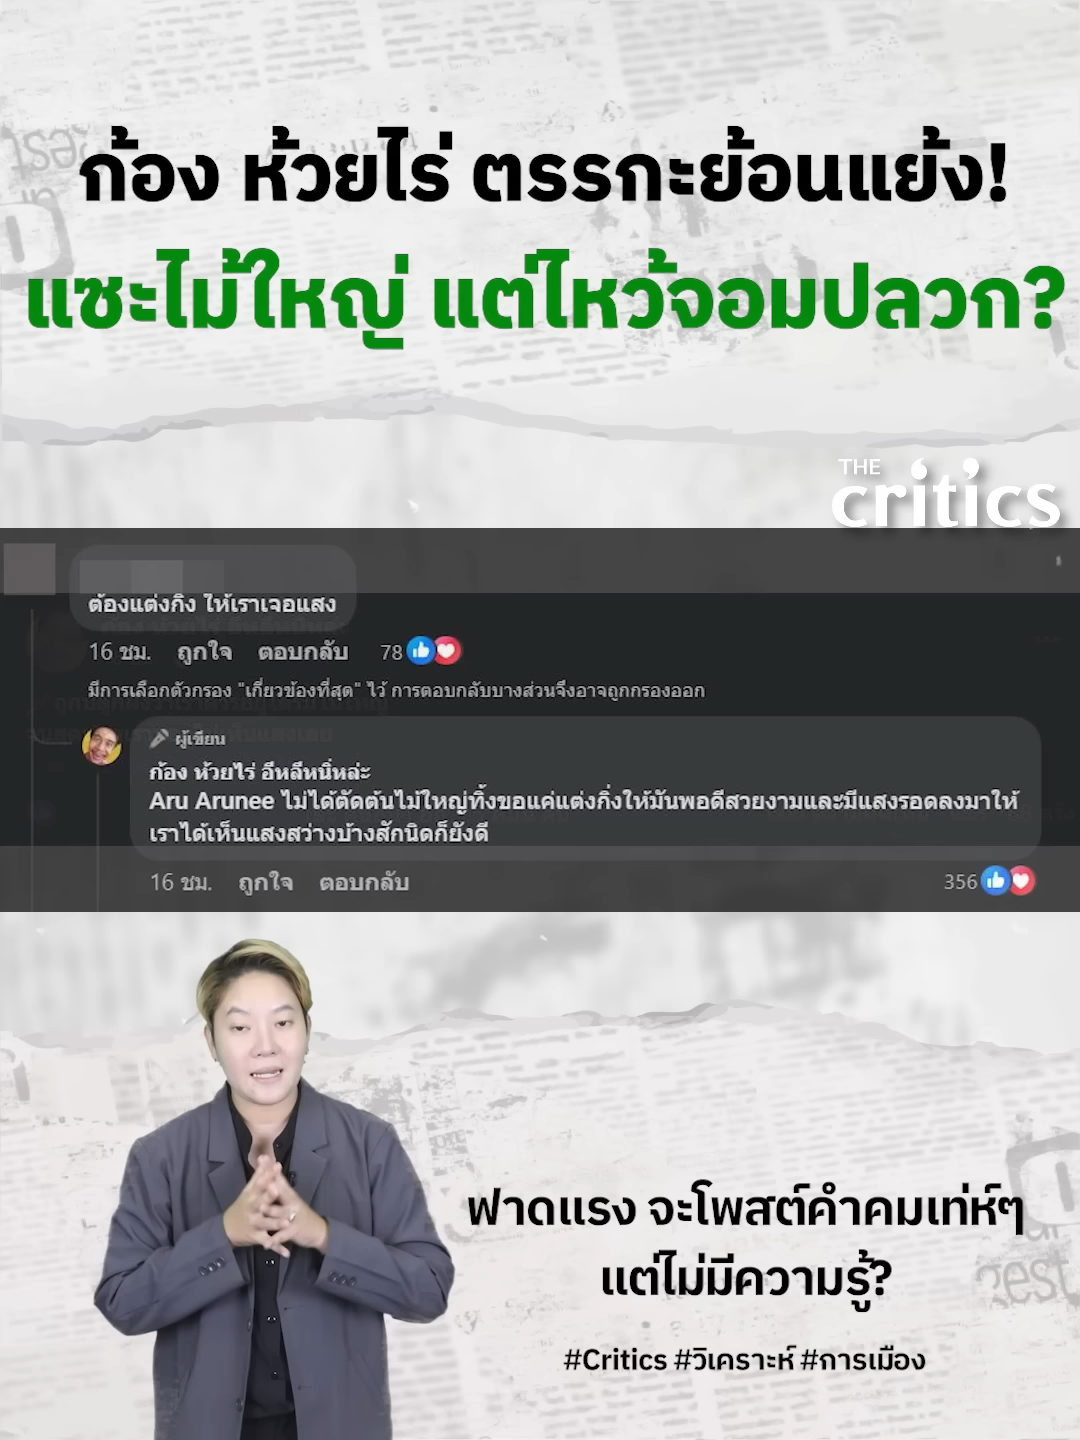 ก้อง ห้วยไร่ ตรรกะย้อนแย้ง!
แซะไม้ใหญ่ แต่ไหว้จอมปลวก?
THE
critics
ต้องแต่งกิ่ง ให้เราเจอแสง
16 ชม. ถูกใจ ตอบกลับ 78
มีการเลือกตัวกรอง "เกี่ยวข้องที่สุด" ไว้ การตอบกลับบางส่วนจึงอาจถูกกรองออก
ผู้เขียน
ก้อง ห้วยไร่ อีหลีหนิ่หล่ะ
Aru Arunee ไม่ได้ตัดต้นไม้ใหญ่ทิ้งขอแค่แต่งกิ่งให้มันพอดีสวยงามและมีแสงรอดลงมาให้
เราได้เห็นแสงสว่างบ้างสักนิดก็ยังดี
16 ชม. ถูกใจ ตอบกลับ 356
ฟาดแรง จะโพสต์คำคมเท่ห์ๆ
แต่ไม่มีความรู้?
#Critics #วิเคราะห์ #การเมือง